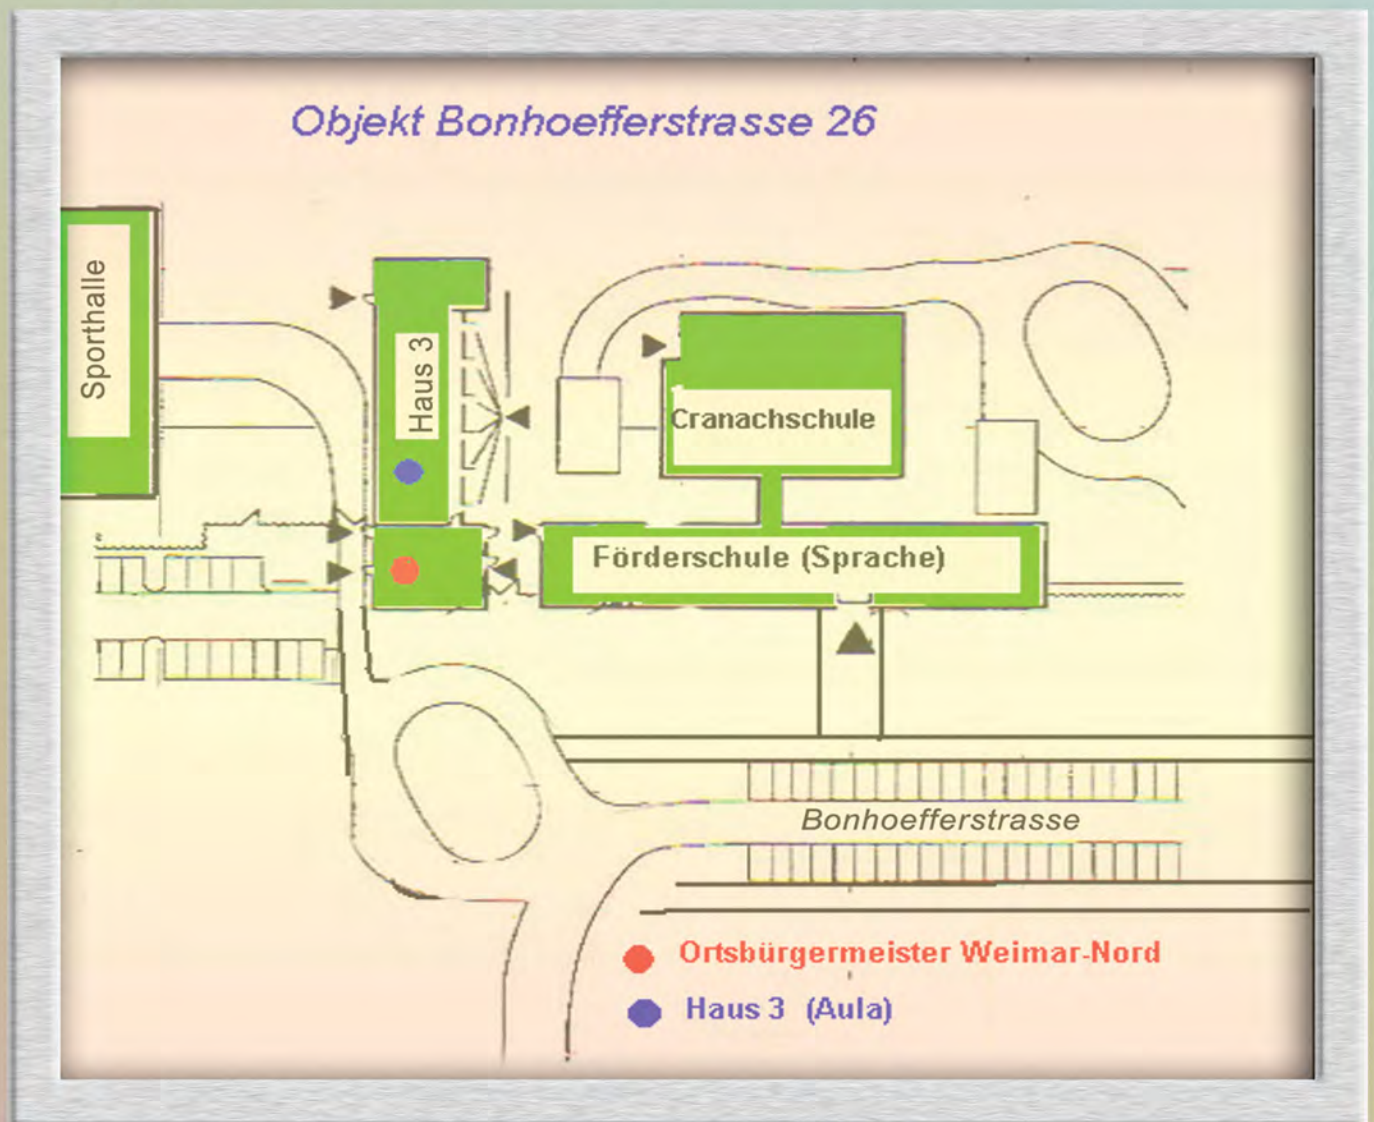 Objekt Bonhoefferstrasse 26
Sporthalle
Haus 3
Cranachschule
Förderschule (Sprache)
Bonhoefferstrasse
Ortsbürgermeister Weimar-Nord
Haus 3 (Aula)